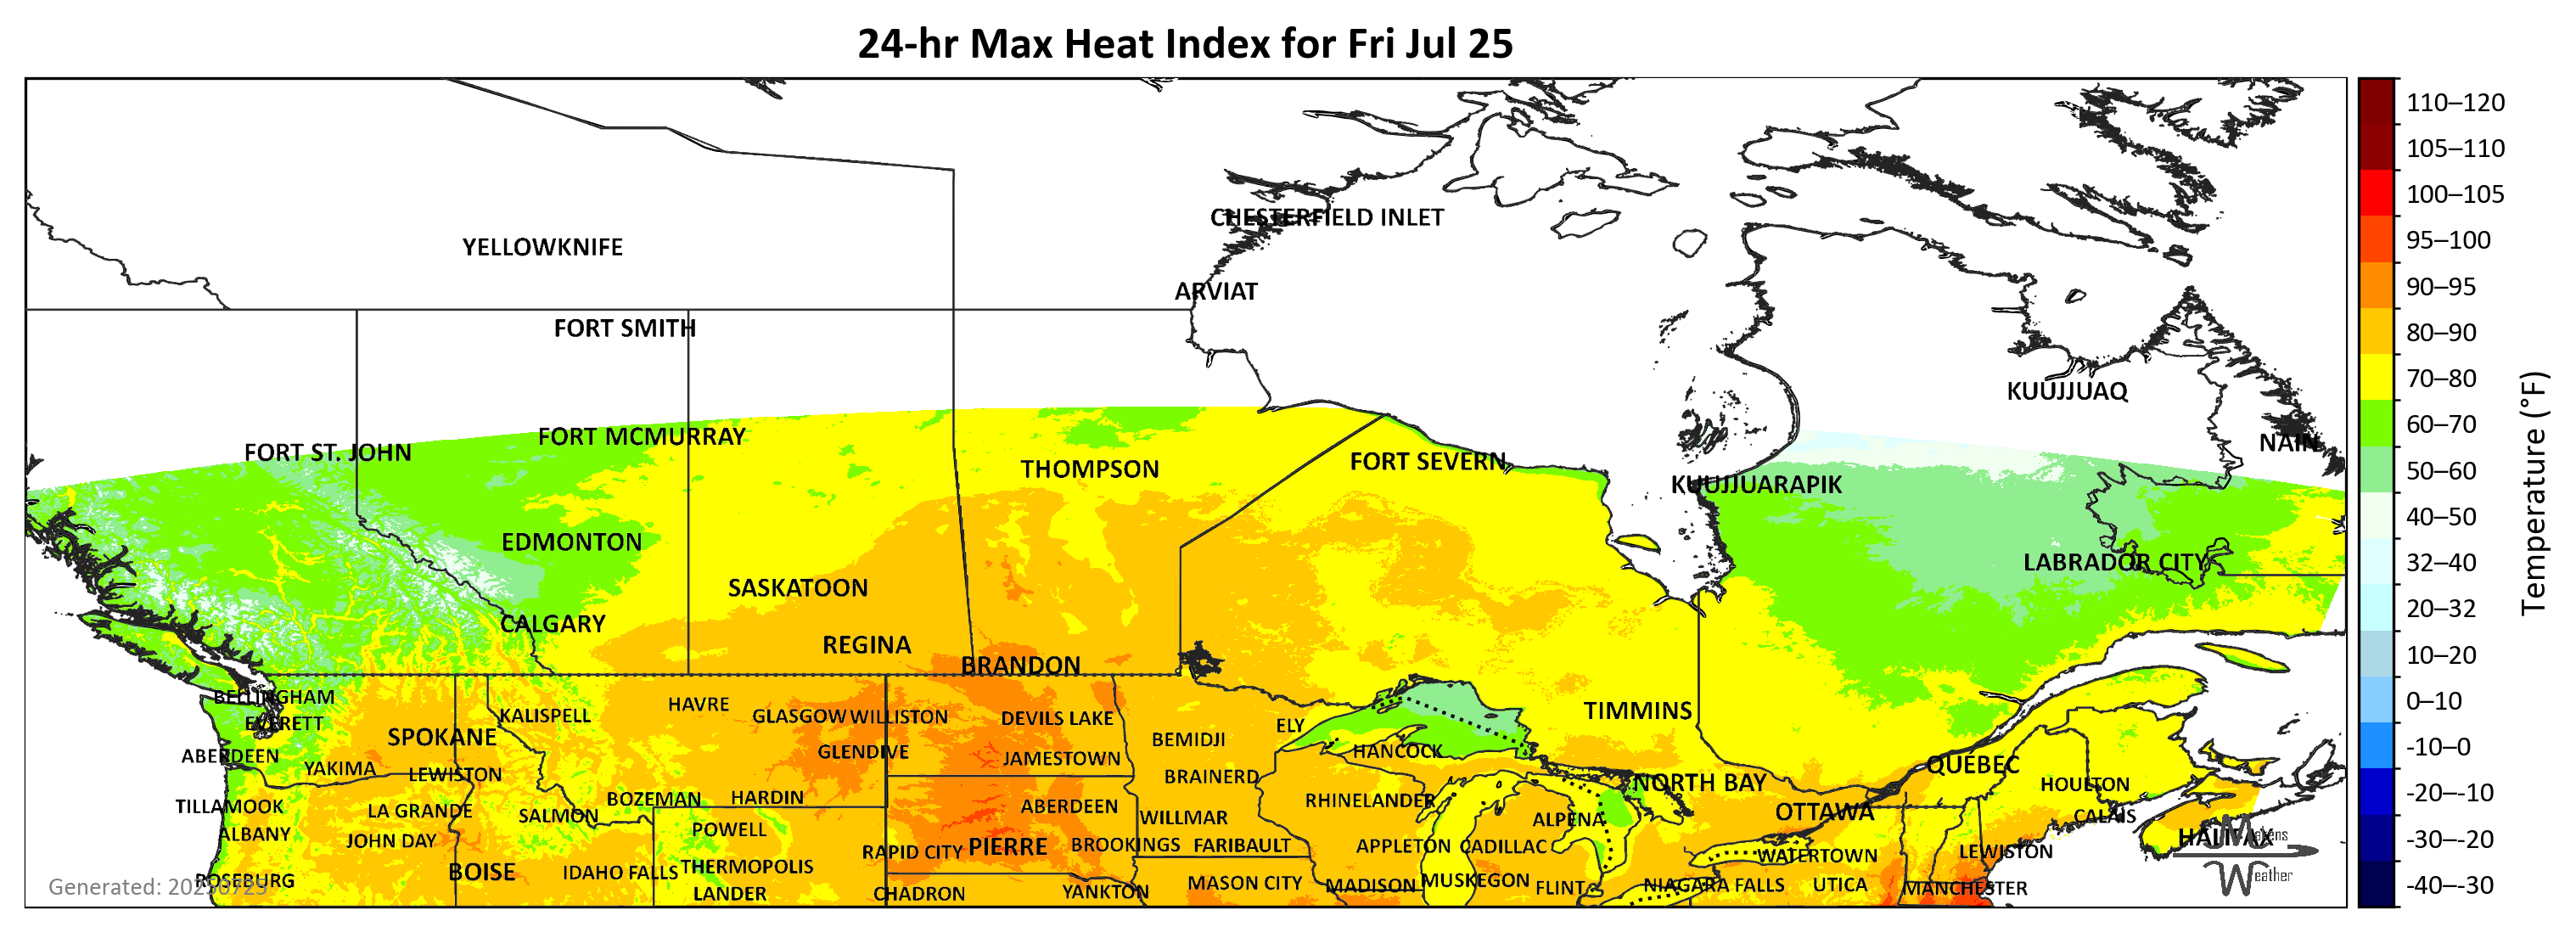 24-hr Max Heat Index for Fri Jul 25
CHESTERFIELD INLET
YELLOWKNIFE
ARVIAT
FORT SMITH
KUUJJUAQ
FORT MCMURRAY
NAIN
FORT ST. JOHN
FORT SEVERN
THOMPSON
KUUJJUARAPIK
EDMONTON
LABRADOR CITY
SASKATOON
CALGARY
REGINA
BRANDON
BELLINGHAM
HAVRE
TIMMINS
KALISPELL
GLASGOW WILLISTON
DEVILS LAKE
EVERETT
ELY
SPOKANE
BEMIDJI
HANCOCK
ABERDEEN
GLENDIVE
JAMESTOWN
QUÉBEC
YAKIMA
LEWISTON
BRAINERD
NORTH BAY
HOULTON
BOZEMAN
HARDIN
RHINELANDER
TILLAMOOK
LA GRANDE
SALMON
ABERDEEN
WILLMAR
ALPENA
OTTAWA
CALAIS
ALBANY
POWELL
JOHN DAY
HALIFAX
RAPID CITY
PIERRE
BROOKINGS
FARIBAULT
APPLETON
CADILLAC
WATERTOWN
LEWISTON
BOISE
IDAHO FALLS
THERMOPOLIS
ROSEBURG
Generated: 20250725
LANDER
CHADRON
YANKTON
MASON CITY
MADISON
MUSKEGON
FLINT
NIAGARA FALLS
UTICA
MANCHESTER
Weather
110–120
105–110
100–105
95–100
90–95
80–90
70–80
60–70
50–60
40–50
32–40
20–32
10–20
0–10
-10–0
-20–-10
-30–-20
-40–-30
Temperature (°F)